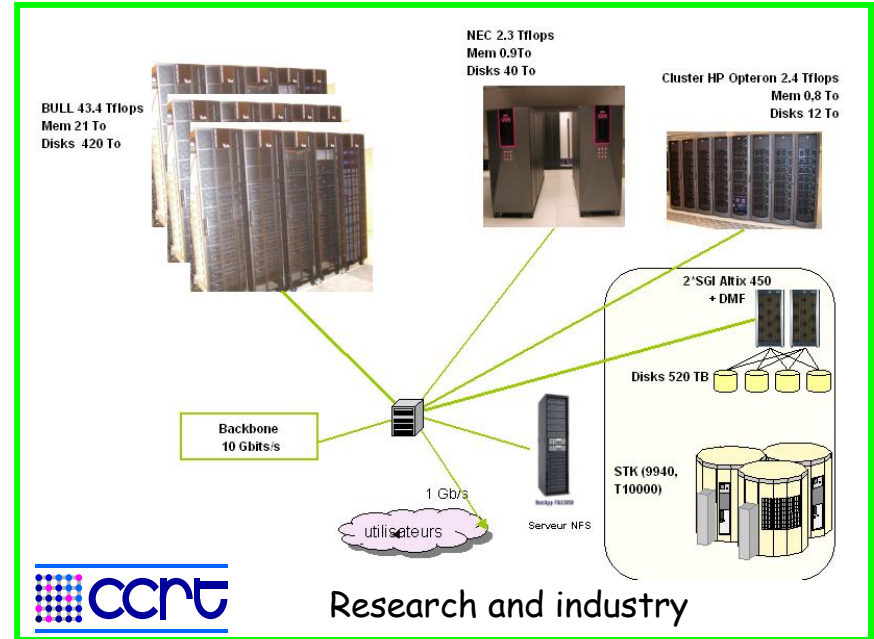 NEC 2.3 Tflops
Mem 0.9To
Disks 40 To
Cluster HP Opteron 2.4 Tflops
Mem 0,8 To
Disks 12 To
BULL 43.4 Tflops
Mem 21 To
Disks 420 To
2*SGI Altix 450
+ DMF
Disks 520 TB
Backbone
10 Gbits/s
STK (9940,
T10000)
1 Gb/s
utilisateurs
NetApp FAS3050
Serveur NFS
ccrt
Research and industry